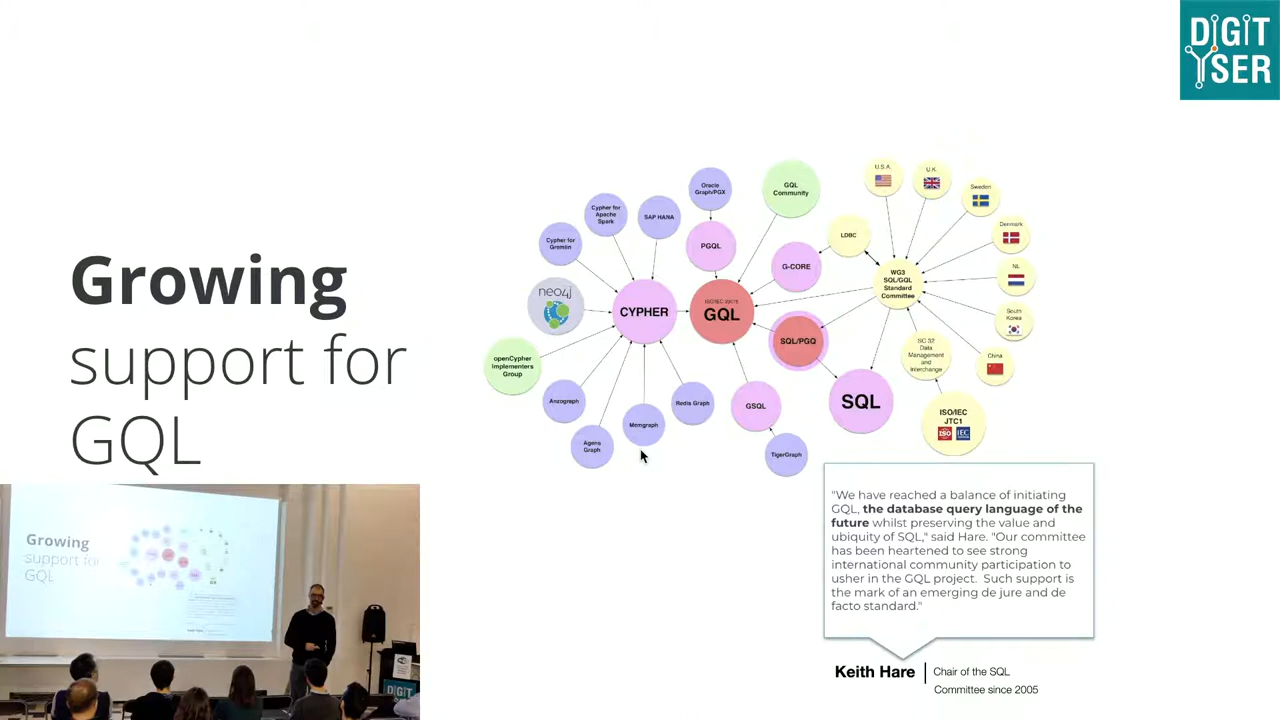 DIGIT
YSER
Growing
support for
GQL
U.S.A.
U.K.
Sweden
Denmark
NL
South
Korea
China
Oracle
Graph/PGX
GQL
Community
Cypher for
Apache
Spark
SAP HANA
Cypher for
Gremlin
PGQL
G-CORE
LDBC
WG3
SQL/GQL
Standard
Committee
neo4j
CYPHER
GQL
SQL/PGQ
openCypher
Implementers
Group
SC 32
Data
Management
and
Interchange
Anzograph
Agens
Graph
Memgraph
Redis Graph
GSQL
TigerGraph
SQL
ISO/IEC
JTC1
ISO
IEC
"We have reached a balance of initiating
GQL, the database query language of the
future whilst preserving the value and
ubiquity of SQL," said Hare. "Our committee
has been heartened to see strong
international community participation to
usher in the GQL project. Such support is
the mark of an emerging de jure and de
facto standard."
Keith Hare
Chair of the SQL
Committee since 2005
Growing
support for
GQL
DIGIT